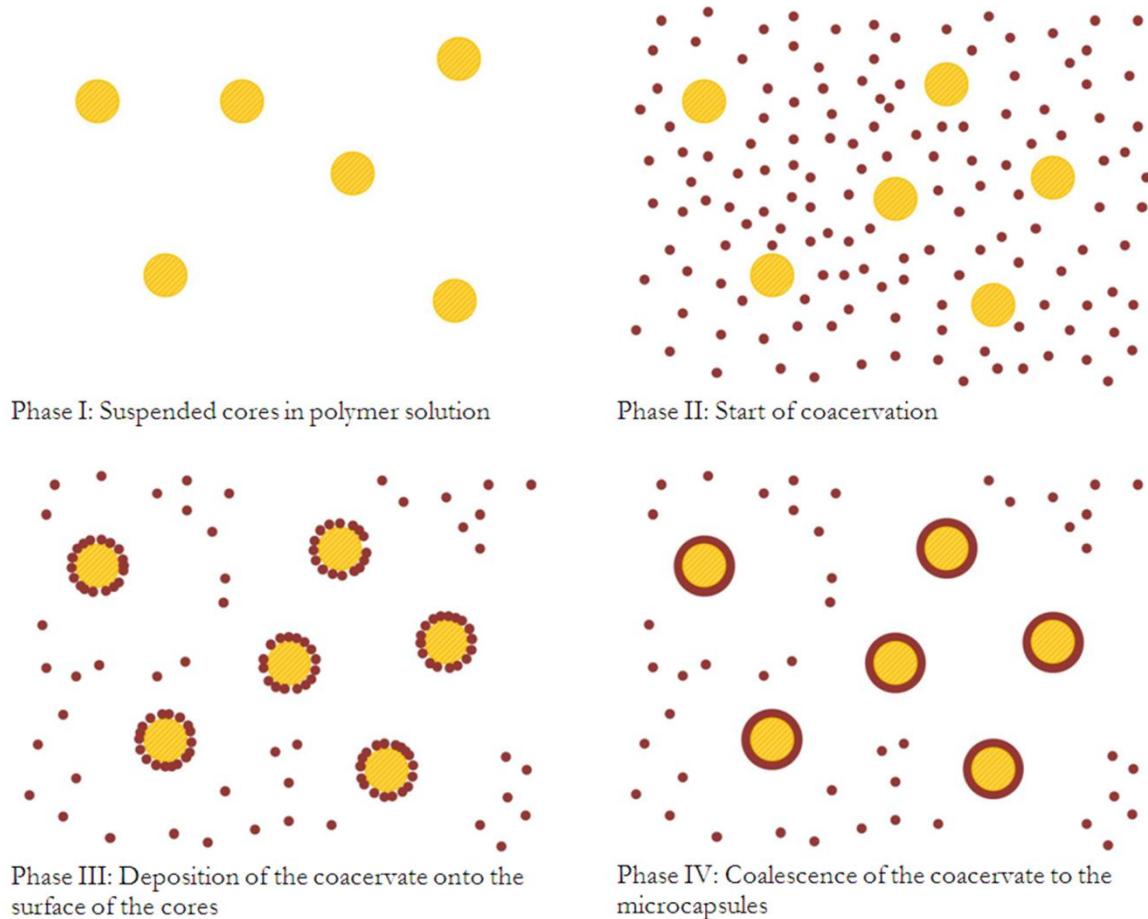 Phase I: Suspended cores in polymer solution
Phase II: Start of coacervation
Phase III: Deposition of the coacervate onto the
surface of the cores
Phase IV: Coalescence of the coacervate to the
microcapsules